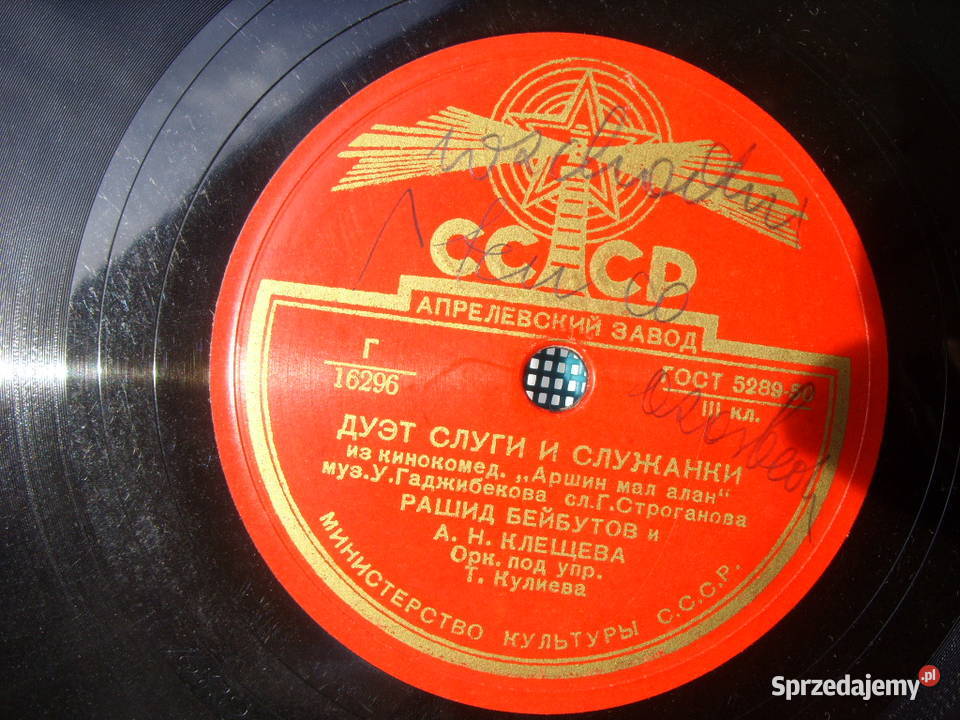 СССР
АПРЕЛЕВСКИЙ ЗАВОД
Г
16296
ГОСТ 5289-50
III кл.
ДУЭТ СЛУГИ И СЛУЖАНКИ
из кинокомед. „Аршин мал алан“
муз.У.Гаджибекова сл.Г.Строганова
РАШИД БЕЙБУТОВ и
А. Н. КЛЕЩЕВА
Орк. под упр.
Т. Кулиева
МИНИСТЕРСТВО КУЛЬТУРЫ С.С.С.Р.
Sprzedajemy.pl